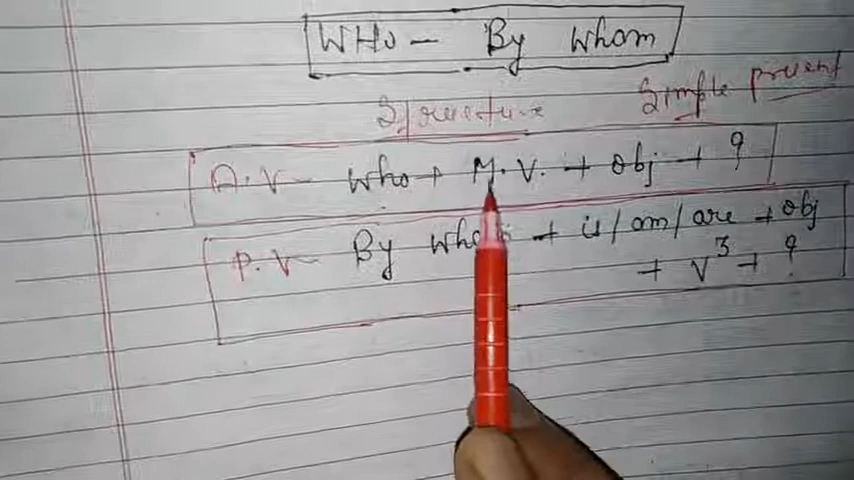 WHO - By Whom
Structure Simple present
A.V - Who + M.V. + obj + ?
P.V - By whom + is/am/are + obj
+ V3 + ?